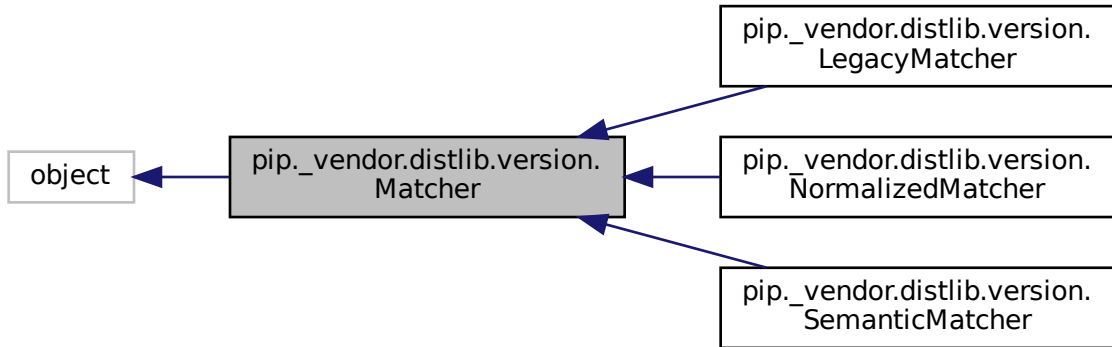 object
pip._vendor.distlib.version.
Matcher
pip._vendor.distlib.version.
LegacyMatcher
pip._vendor.distlib.version.
NormalizedMatcher
pip._vendor.distlib.version.
SemanticMatcher